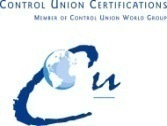 CONTROL UNION CERTIFICATIONS
MEMBER OF CONTROL UNION WORLD GROUP
Cu